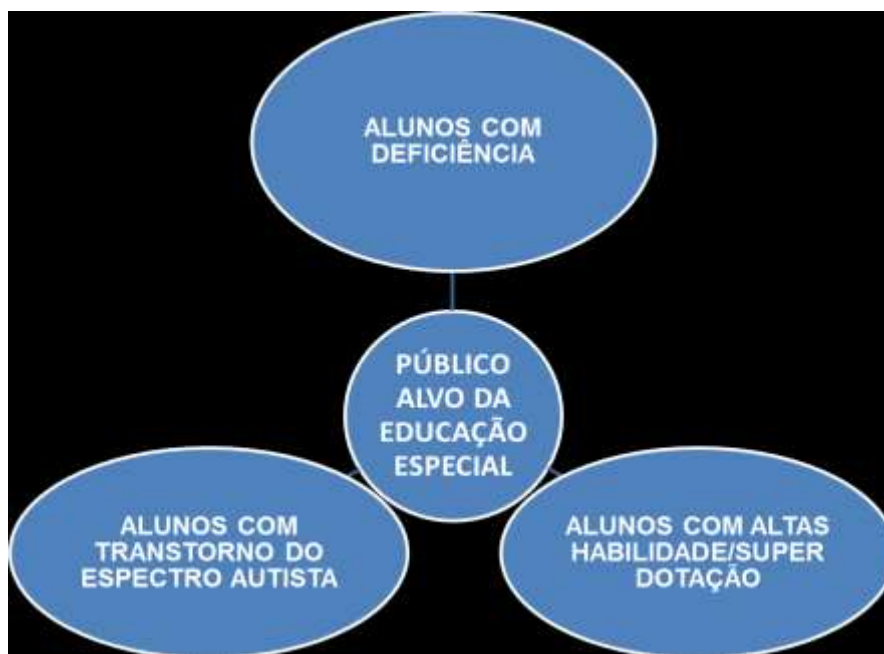 ALUNOS COM
DEFICIÊNCIA
PÚBLICO
ALVO DA
EDUCAÇÃO
ESPECIAL
ALUNOS COM
TRANSTORNO DO
ESPECTRO AUTISTA
ALUNOS COM ALTAS
HABILIDADE/SUPER
DOTAÇÃO